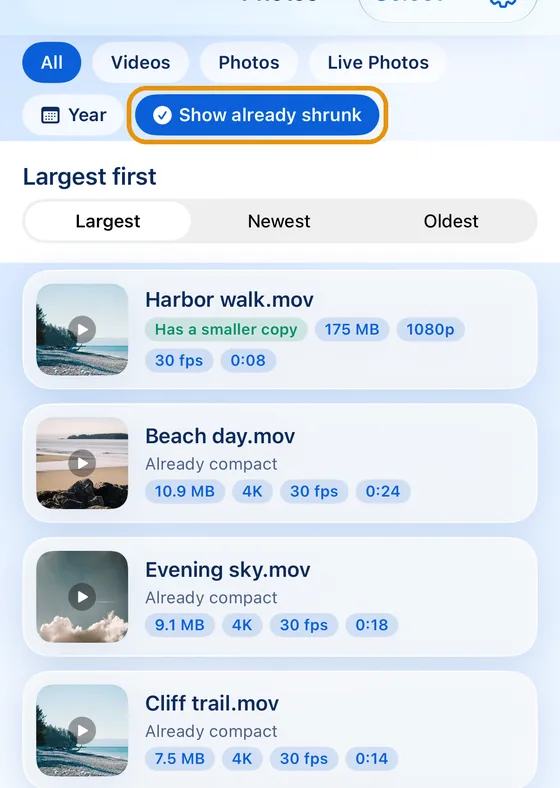 All Videos Photos Live Photos
Year Show already shrunk
Largest first
Largest Newest Oldest
Harbor walk.mov
Has a smaller copy 175 MB 1080p
30 fps 0:08
Beach day.mov
Already compact
10.9 MB 4K 30 fps 0:24
Evening sky.mov
Already compact
9.1 MB 4K 30 fps 0:18
Cliff trail.mov
Already compact
7.5 MB 4K 30 fps 0:14